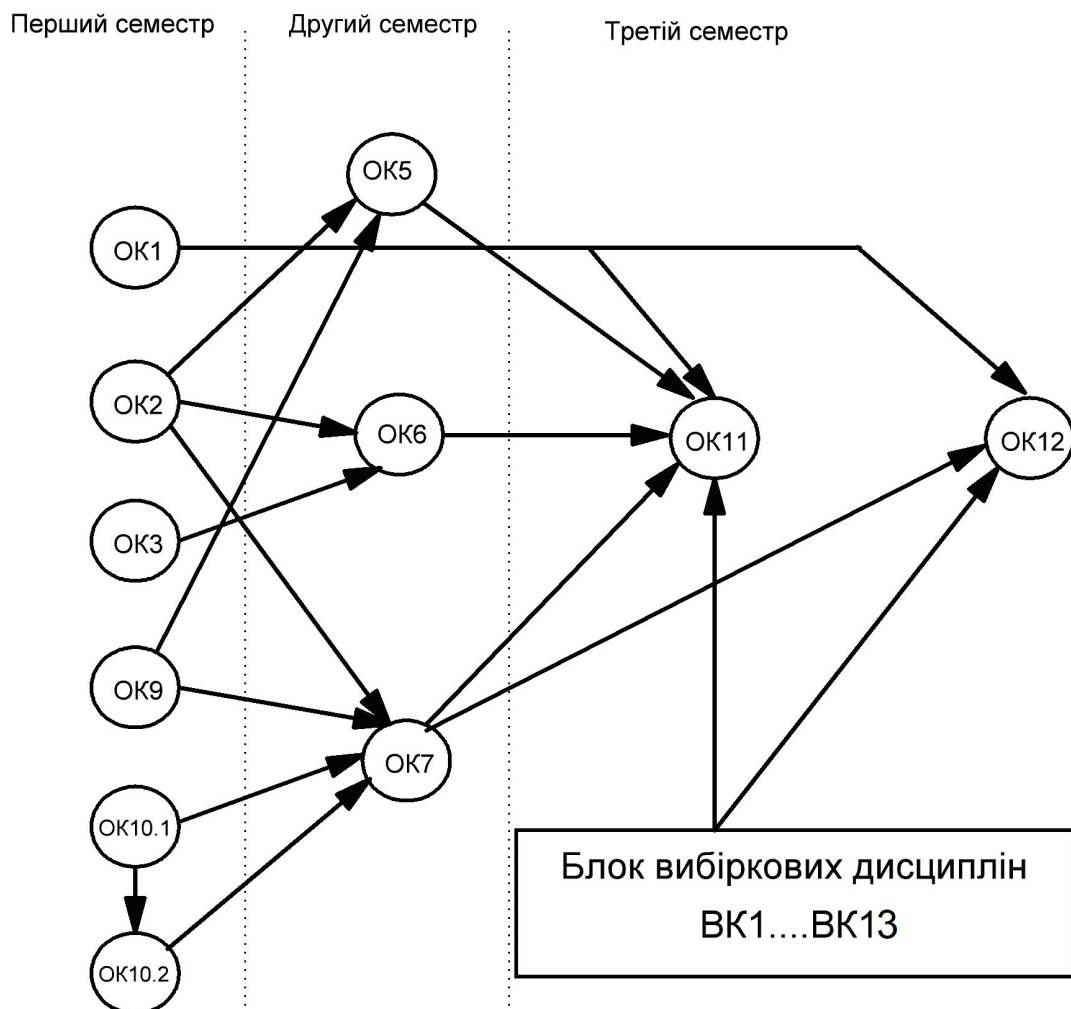 Перший семестр
Другий семестр
Третій семестр
ОК5
ОК1
ОК2
ОК6
ОК11
ОК12
ОК3
ОК9
ОК7
ОК10.1
ОК10.2
Блок вибіркових дисциплін
ВК1....ВК13